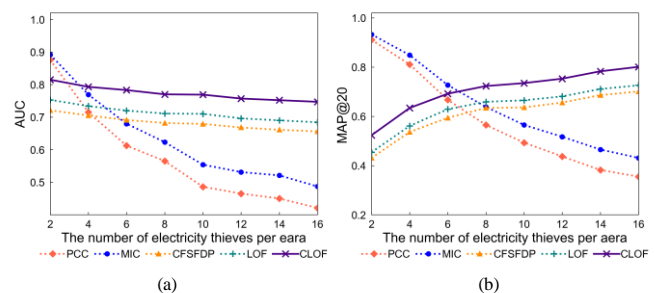 1.0
0.9
0.8
0.7
0.6
0.5
AUC
2 4 6 8 10 12 14 16
The number of electricity thieves per eara
PCC MIC CFSFDP LOF CLOF
(a)
1.0
0.8
0.6
0.4
0.2
MAP@20
2 4 6 8 10 12 14 16
The number of electricity thieves per aera
PCC MIC CFSFDP LOF CLOF
(b)